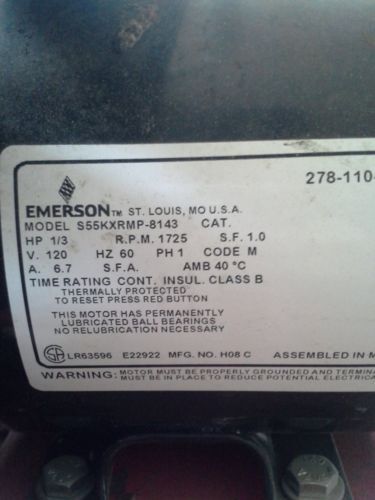 278-110
EMERSON™ ST. LOUIS, MO U.S.A.
MODEL S55KXRMP-8143 CAT.
HP 1/3 R.P.M. 1725 S.F. 1.0
V. 120 HZ 60 PH 1 CODE M
A. 6.7 S.F.A. AMB 40 °C
TIME RATING CONT. INSUL. CLASS B
THERMALLY PROTECTED
TO RESET PRESS RED BUTTON
THIS MOTOR HAS PERMANENTLY
LUBRICATED BALL BEARINGS
NO RELUBRICATION NECESSARY
SA LR63596 E22922 MFG. NO. H08 C ASSEMBLED IN M
WARNING: MOTOR MUST BE PROPERLY GROUNDED AND TERMINA
MUST BE IN PLACE TO REDUCE POTENTIAL ELECTRICA